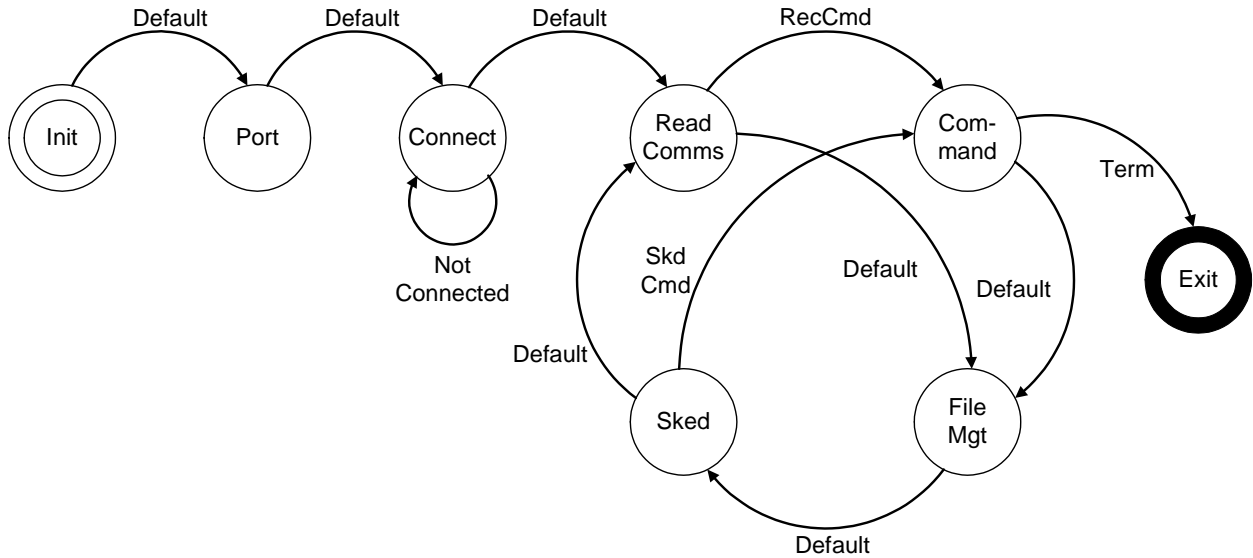 Default
Default
Default
RecCmd
Init
Port
Connect
Read
Comms
Com-
mand
Term
Not
Connected
Skd
Cmd
Default
Default
Exit
Default
Sked
File
Mgt
Default